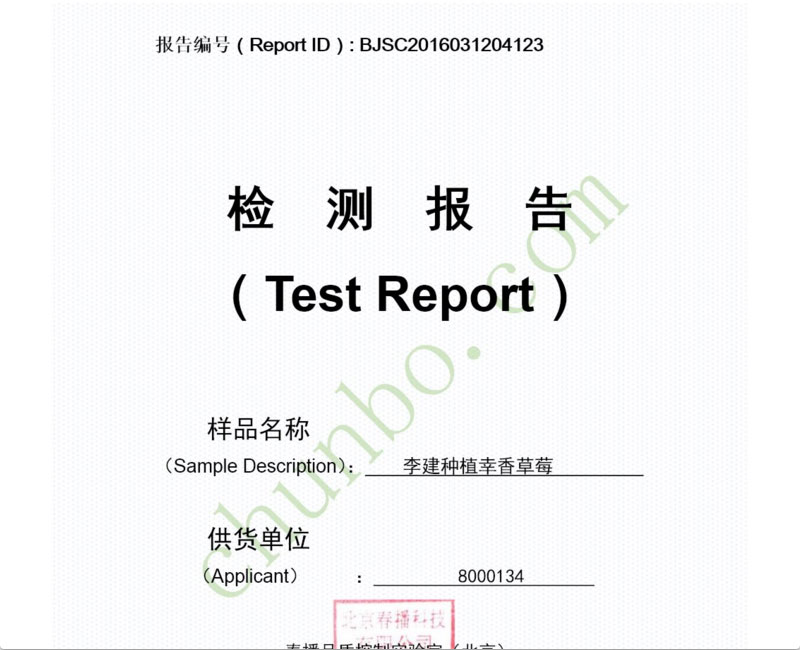 报告编号 ( Report ID ) : BJSC2016031204123
检 测 报 告
( Test Report )
样品名称
(Sample Description): 李建种植幸香草莓
供货单位
(Applicant) : 8000134
北京春播科技
有限公司
春播品质控制实验室(北京)
chunbo.com